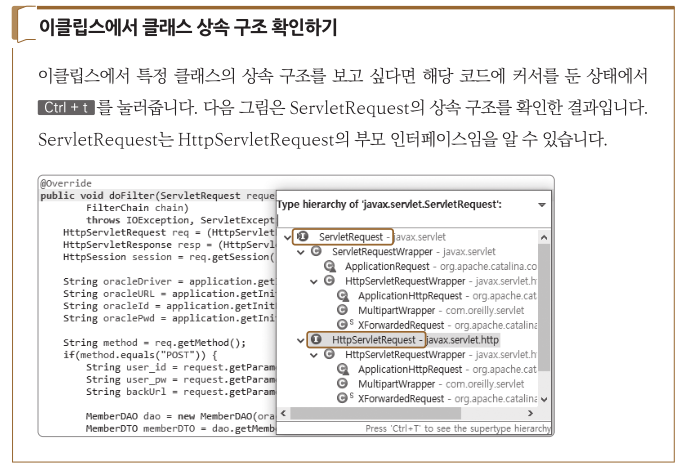 이클립스에서 클래스 상속 구조 확인하기
이클립스에서 특정 클래스의 상속 구조를 보고 싶다면 해당 코드에 커서를 둔 상태에서
Ctrl + t 를 눌러줍니다. 다음 그림은 ServletRequest의 상속 구조를 확인한 결과입니다.
ServletRequest는 HttpServletRequest의 부모 인터페이스임을 알 수 있습니다.
@Override
public void doFilter(ServletRequest reque
FilterChain chain)
throws IOException, ServletExcept
HttpServletRequest req = (HttpServlet
HttpServletResponse resp = (HttpServl
HttpSession session = req.getSession(
String oracleDriver = application.get
String oracleURL = application.getIni
String oracleId = application.getInit
String oraclePwd = application.getIni
String method = req.getMethod();
if(method.equals("POST")) {
String user_id = request.getParam
String user_pw = request.getParam
String backUrl = request.getParam
MemberDAO dao = new MemberDAO(ora
MemberDTO memberDTO = dao.getMemb
Type hierarchy of 'javax.servlet.ServletRequest':
ServletRequest - javax.servlet
ServletRequestWrapper - javax.servlet
ApplicationRequest - org.apache.catalina.co
HttpServletRequestWrapper - javax.servlet.h
ApplicationHttpRequest - org.apache.cat
MultipartWrapper - com.oreilly.servlet
S XForwardedRequest - org.apache.catalina
HttpServletRequest - javax.servlet.http
HttpServletRequestWrapper - javax.servlet.h
ApplicationHttpRequest - org.apache.cat
MultipartWrapper - com.oreilly.servlet
S XForwardedRequest - org.apache.catalina
Press 'Ctrl+T' to see the supertype hierarchy